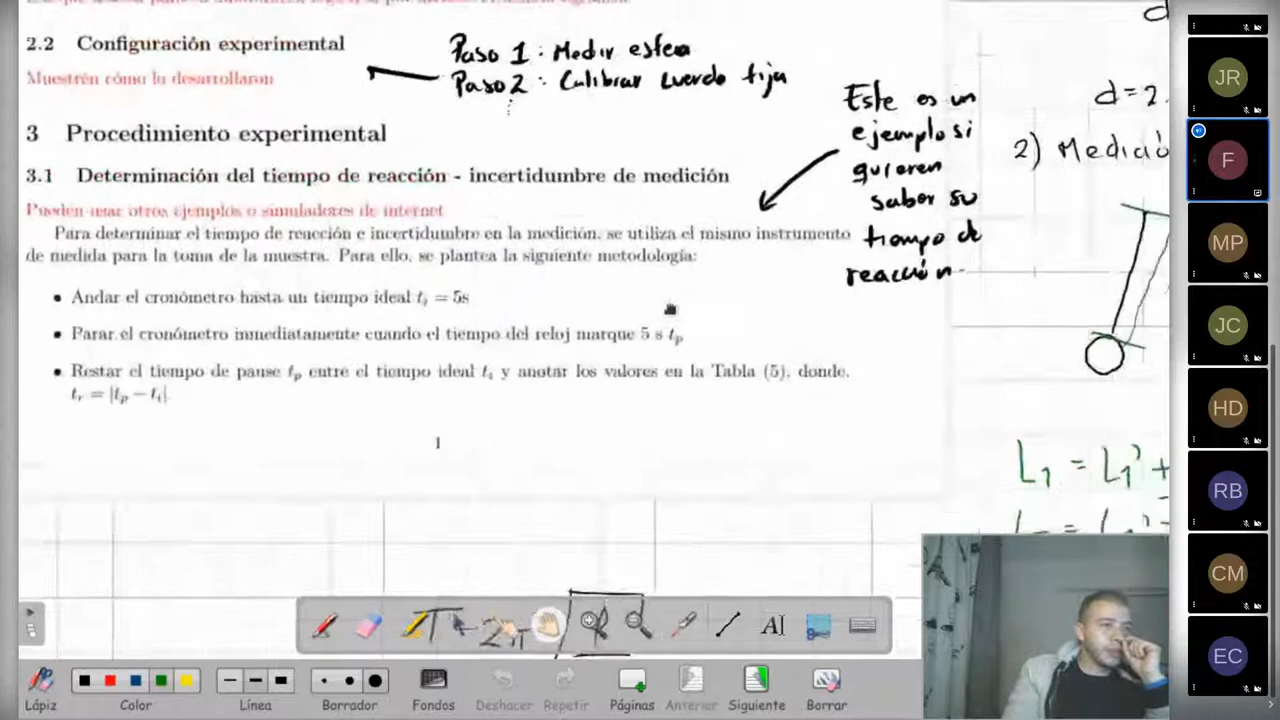 2.2 Configuración experimental
Muestren cómo lo desarrollaron
Paso 1 : Medir esfera
Paso 2 : Calibrar cuerda fija
3 Procedimiento experimental
3.1 Determinación del tiempo de reacción - incertidumbre de medición
Pueden usar otros ejemplos o simuladores de internet
Para determinar el tiempo de reacción e incertidumbre en la medición, se utiliza el mismo instrumento
de medida para la toma de la muestra. Para ello, se plantea la siguiente metodología:
• Andar el cronómetro hasta un tiempo ideal tᵢ = 5s
• Parar el cronómetro inmediatamente cuando el tiempo del reloj marque 5 s tₚ
• Restar el tiempo de pause tₚ entre el tiempo ideal tᵢ y anotar los valores en la Tabla (5), donde.
tᵣ = |tₚ − tᵢ|
1
Este es un
ejemplo si
quieren
saber su
tiempo de
reacción
d
d=2.
2) Medició
L₁ = L₁' +
JR
F
MP
JC
HD
RB
CM
EC
Lápiz
Color
Línea
Borrador
Fondos
Deshacer
Repetir
Páginas
Anterior
Siguiente
Borrar